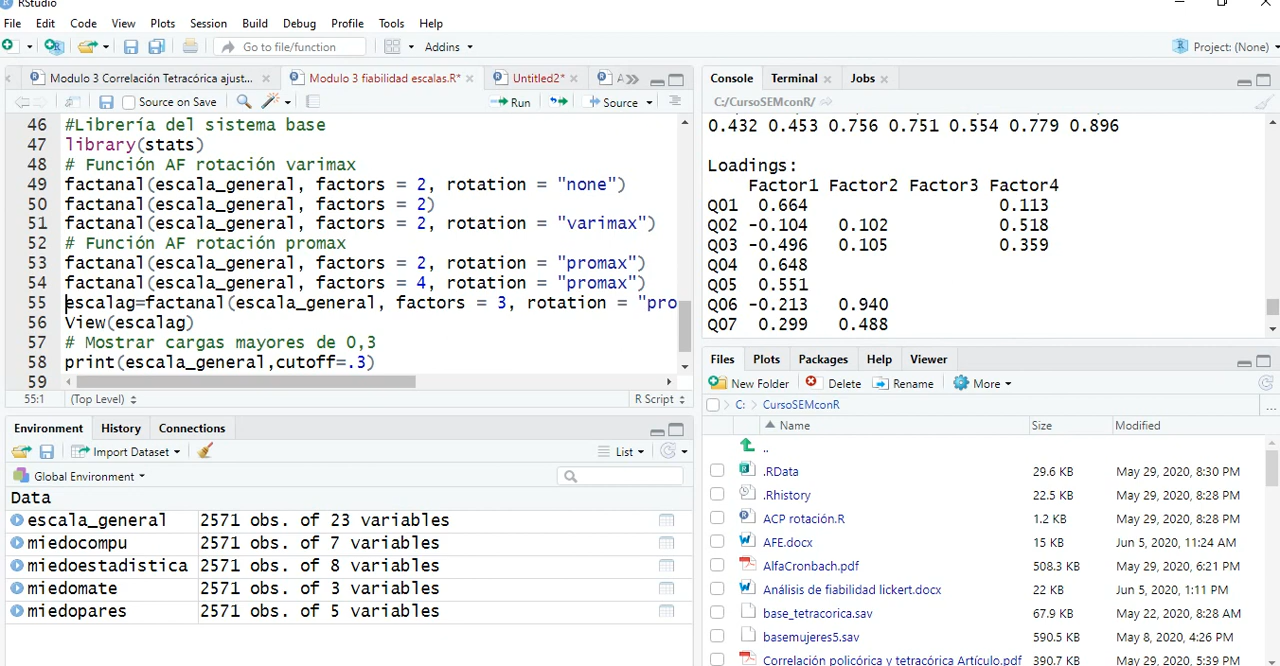 RStudio
File Edit Code View Plots Session Build Debug Profile Tools Help
Go to file/function Addins Project: (None)
Modulo 3 Correlación Tetracórica ajust... Modulo 3 fiabilidad escalas.R* Untitled2* A
Source on Save Run Source
46 #Librería del sistema base
47 library(stats)
48 # Función AF rotación varimax
49 factanal(escala_general, factors = 2, rotation = "none")
50 factanal(escala_general, factors = 2)
51 factanal(escala_general, factors = 2, rotation = "varimax")
52 # Función AF rotación promax
53 factanal(escala_general, factors = 2, rotation = "promax")
54 factanal(escala_general, factors = 4, rotation = "promax")
55 escalag=factanal(escala_general, factors = 3, rotation = "pro
56 View(escalag)
57 # Mostrar cargas mayores de 0,3
58 print(escala_general,cutoff=.3)
59
55:1 (Top Level) R Script
Environment History Connections
Import Dataset List
Global Environment
Data
escala_general 2571 obs. of 23 variables
miedocompu 2571 obs. of 7 variables
miedoestadistica 2571 obs. of 8 variables
miedomate 2571 obs. of 3 variables
miedopares 2571 obs. of 5 variables
Console Terminal Jobs
C:/CursoSEMconR/
0.432 0.453 0.756 0.751 0.554 0.779 0.896
Loadings:
Factor1 Factor2 Factor3 Factor4
Q01 0.664 0.113
Q02 -0.104 0.102 0.518
Q03 -0.496 0.105 0.359
Q04 0.648
Q05 0.551
Q06 -0.213 0.940
Q07 0.299 0.488
Files Plots Packages Help Viewer
New Folder Delete Rename More
C: CursoSEMconR ...
Name Size Modified
..
.RData 29.6 KB May 29, 2020, 8:30 PM
.Rhistory 22.5 KB May 29, 2020, 8:28 PM
ACP rotación.R 1.2 KB May 29, 2020, 8:28 PM
AFE.docx 15 KB Jun 5, 2020, 11:24 AM
AlfaCronbach.pdf 508.3 KB May 29, 2020, 6:21 PM
Análisis de fiabilidad lickert.docx 22 KB Jun 5, 2020, 1:11 PM
base_tetracorica.sav 67.9 KB May 22, 2020, 8:28 AM
basemujeres5.sav 590.5 KB May 8, 2020, 4:26 PM
Correlación policórica y tetracórica Artículo.pdf 390.7 KB May 29, 2020, 5:39 PM